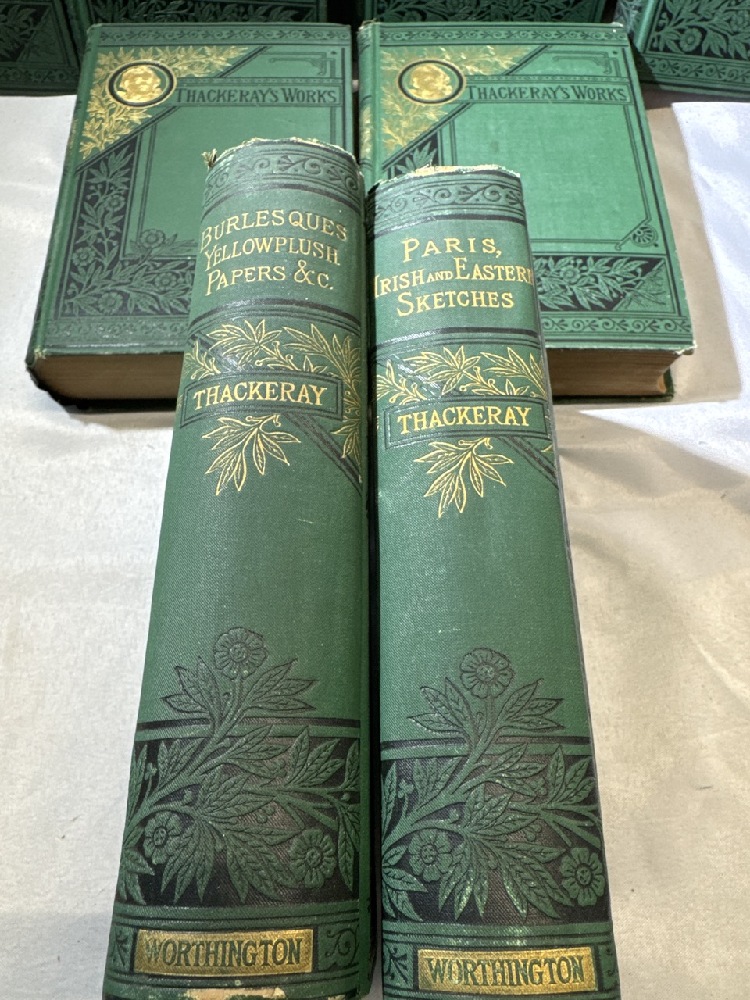 THACKERAY'S WORKS
THACKERAY'S WORKS
BURLESQUES
YELLOWPLUSH
PAPERS &C.
THACKERAY
WORTHINGTON
PARIS,
IRISH AND EASTERN
SKETCHES
THACKERAY
WORTHINGTON